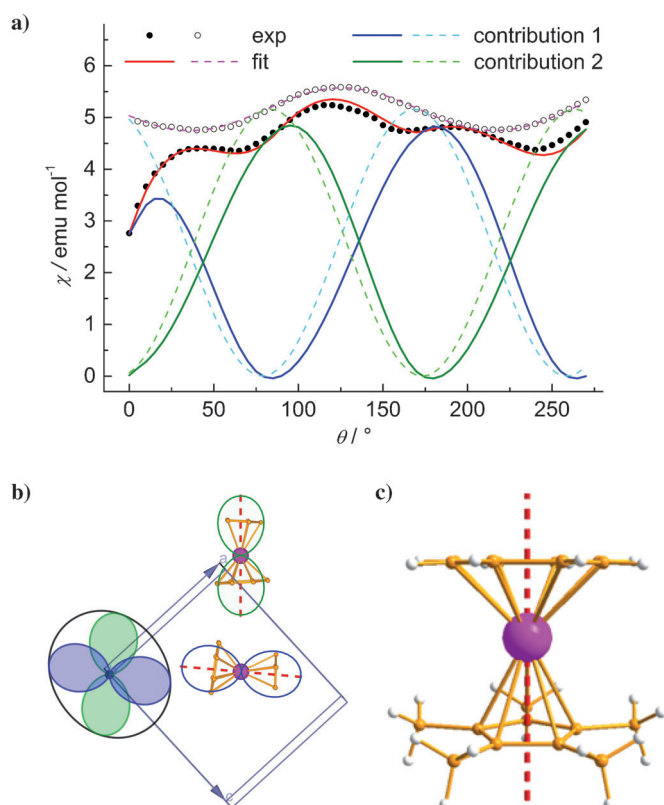 a)
exp
fit
contribution 1
contribution 2
6
5
4
3
2
1
0
χ / emu mol⁻¹
0 50 100 150 200 250
θ / °
b)
c)
a
c